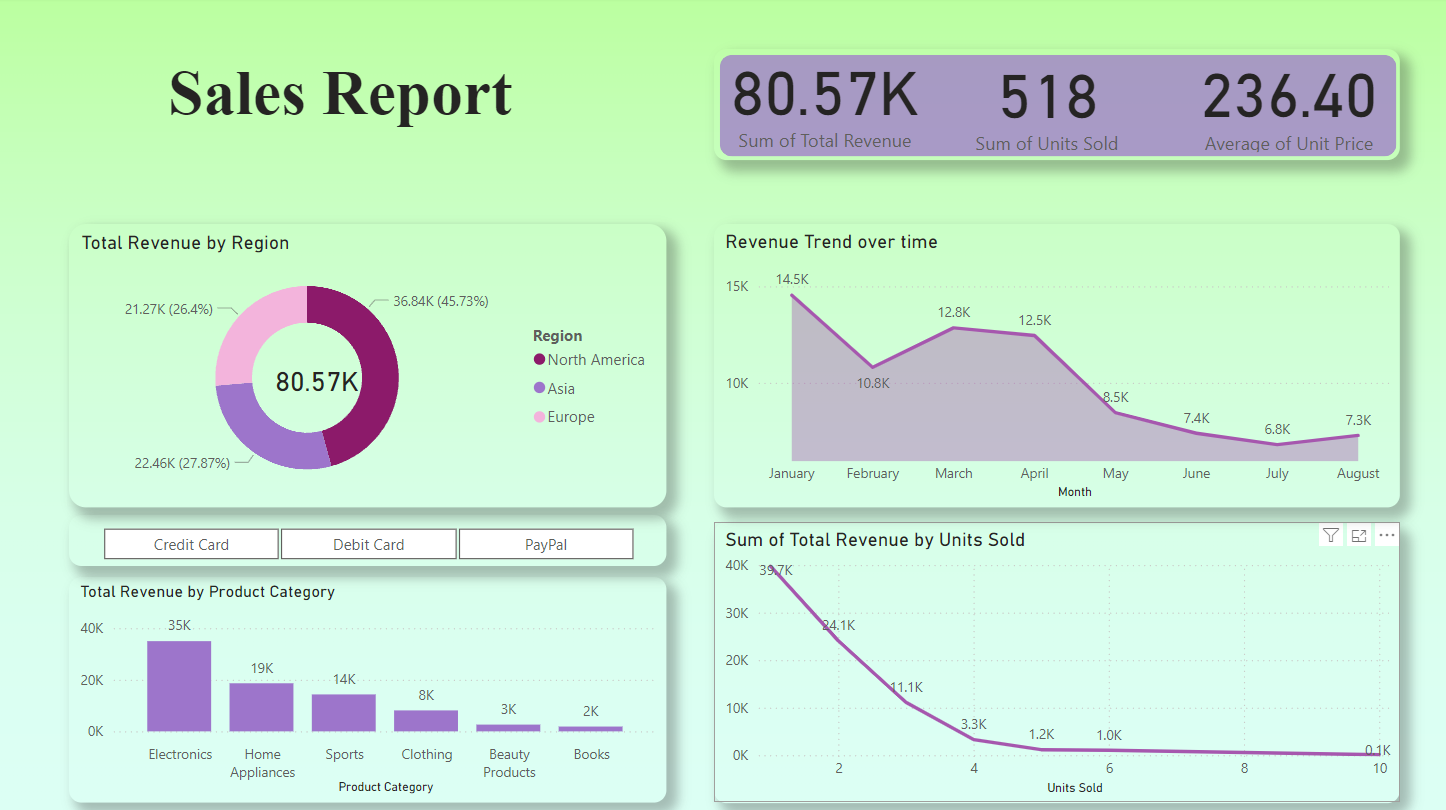 Sales Report
80.57K 518 236.40
Sum of Total Revenue Sum of Units Sold Average of Unit Price
Total Revenue by Region
21.27K (26.4%)
36.84K (45.73%)
80.57K
22.46K (27.87%)
Region
North America
Asia
Europe
Revenue Trend over time
15K
10K
14.5K
10.8K
12.8K
12.5K
8.5K
7.4K
6.8K
7.3K
January February March April May June July August
Month
Credit Card Debit Card PayPal
Total Revenue by Product Category
40K
20K
0K
35K
19K
14K
8K
3K
2K
Electronics Home Appliances Sports Clothing Beauty Products Books
Product Category
Sum of Total Revenue by Units Sold
40K
30K
20K
10K
0K
39.7K
24.1K
11.1K
3.3K
1.2K
1.0K
0.1K
2 4 6 8 10
Units Sold